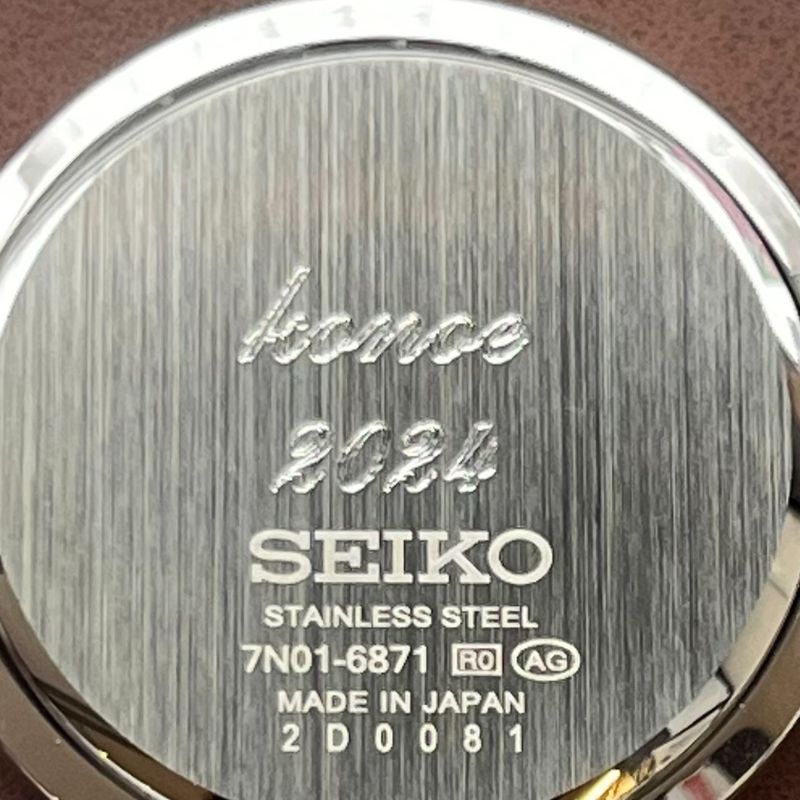 konoe
2024
SEIKO
STAINLESS STEEL
7N01-6871 R0 AG
MADE IN JAPAN
2D0081